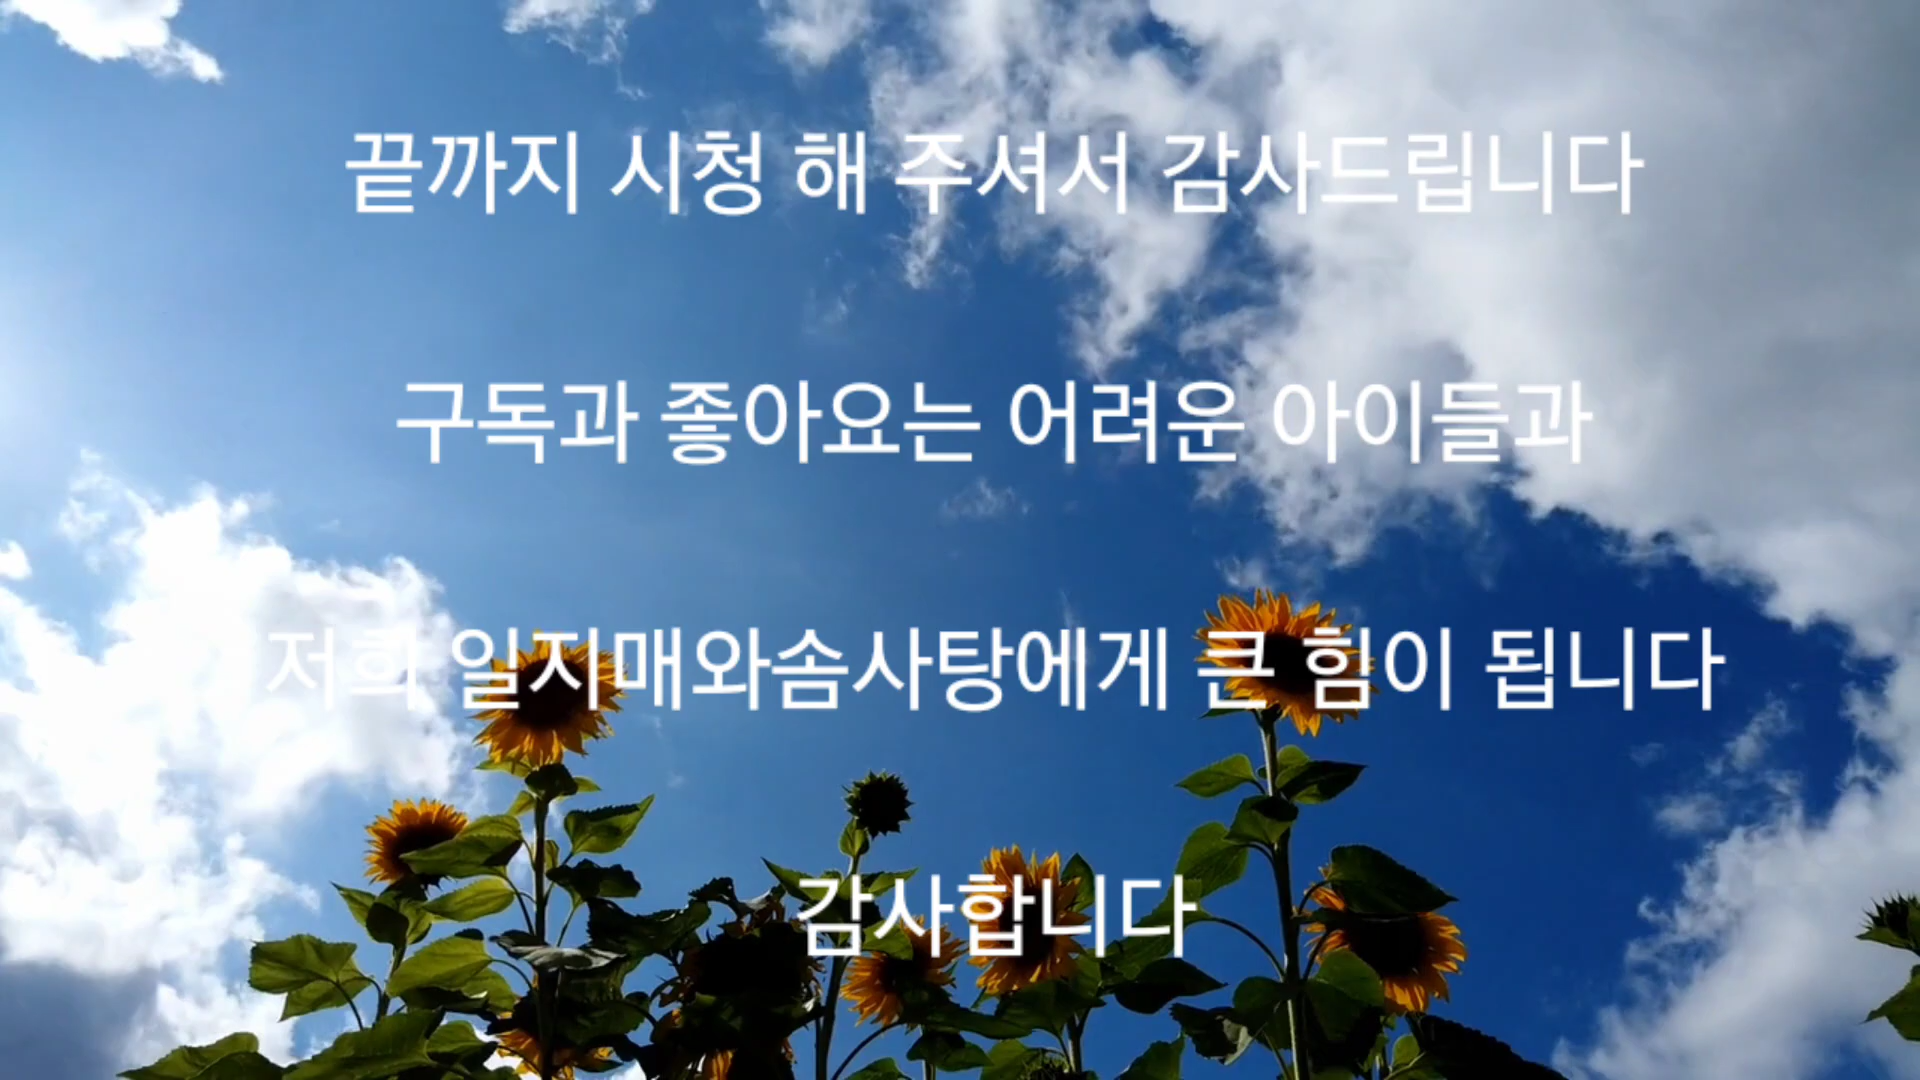 끝까지 시청 해 주셔서 감사드립니다
구독과 좋아요는 어려운 아이들과
저희 일지매와솜사탕에게 큰 힘이 됩니다
감사합니다